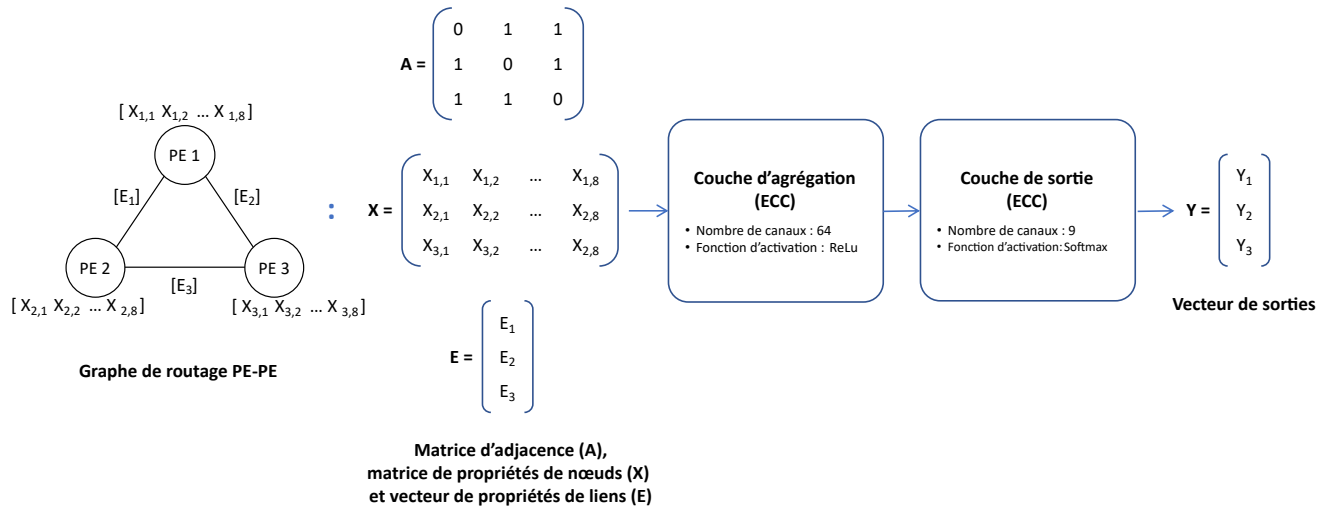 [ X1,1 X1,2 ... X 1,8]
PE 1
[E1]
[E2]
PE 2
PE 3
[E3]
[ X2,1 X2,2 ... X 2,8]
[ X3,1 X3,2 ... X 3,8]
Graphe de routage PE-PE
:
A =
0 1 1
1 0 1
1 1 0
X =
X1,1 X1,2 ... X1,8
X2,1 X2,2 ... X2,8
X3,1 X3,2 ... X2,8
E =
E1
E2
E3
Matrice d'adjacence (A),
matrice de propriétés de nœuds (X)
et vecteur de propriétés de liens (E)
Couche d'agrégation
(ECC)
• Nombre de canaux : 64
• Fonction d'activation : ReLu
Couche de sortie
(ECC)
• Nombre de canaux : 9
• Fonction d'activation: Softmax
Y =
Y1
Y2
Y3
Vecteur de sorties